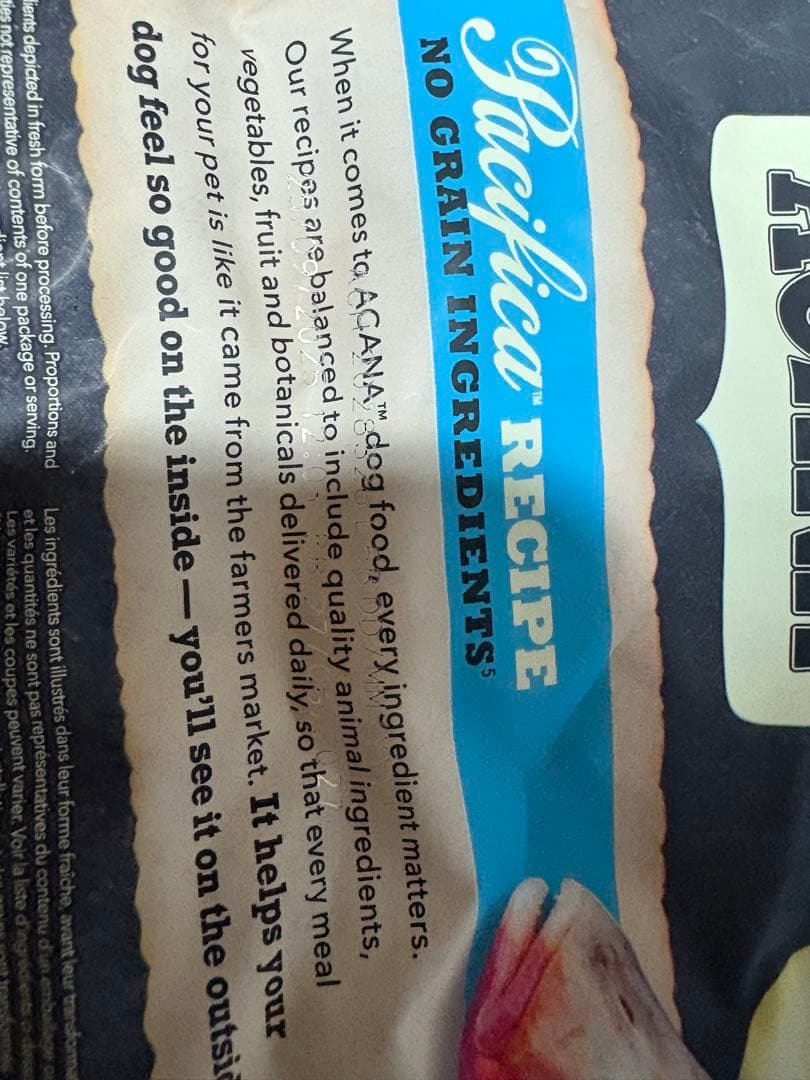 Pacifica™ RECIPE
NO GRAIN INGREDIENTS⁵
When it comes to ACANA™ dog food, every ingredient matters.
Our recipes are balanced to include quality animal ingredients,
vegetables, fruit and botanicals delivered daily, so that every meal
for your pet is like it came from the farmers market. It helps your
dog feel so good on the inside — you'll see it on the outsi
depicted in fresh form before processing. Proportions and
not representative of contents of one package or serving.
list below.
Les ingrédients sont illustrés dans leur forme fraîche, avant leur
et les quantités ne sont pas représentatives du contenu d'un
Les variétés et les coupes peuvent varier. Voir la liste